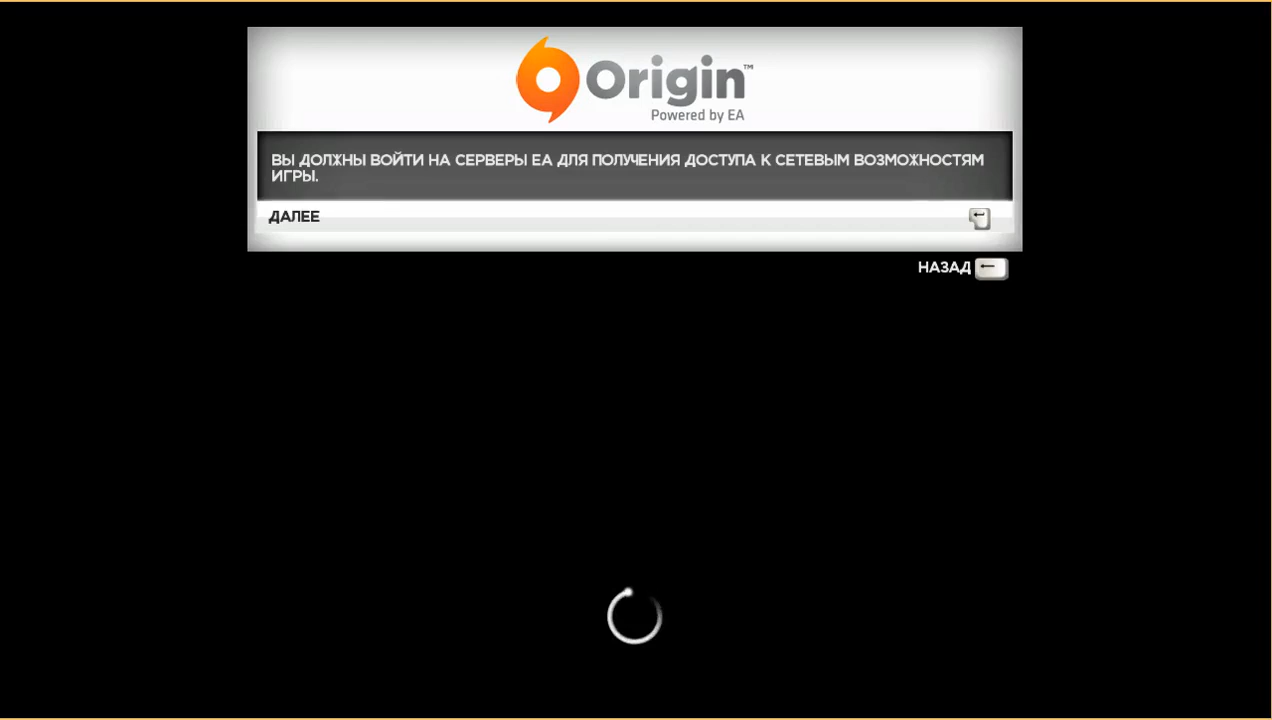 Origin™
Powered by EA
ВЫ ДОЛЖНЫ ВОЙТИ НА СЕРВЕРЫ EA ДЛЯ ПОЛУЧЕНИЯ ДОСТУПА К СЕТЕВЫМ ВОЗМОЖНОСТЯМ
ИГРЫ.
ДАЛЕЕ
НАЗАД